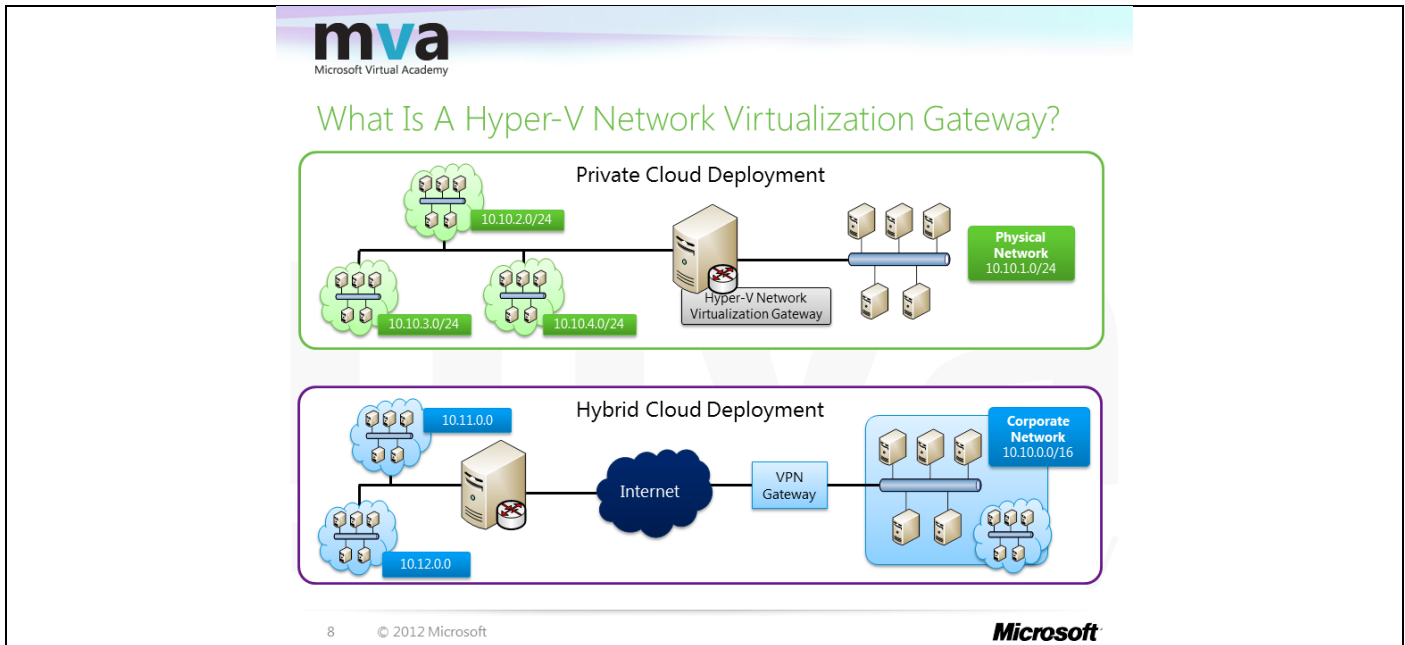 mva
Microsoft Virtual Academy
What Is A Hyper-V Network Virtualization Gateway?
Private Cloud Deployment
10.10.2.0/24
10.10.3.0/24
10.10.4.0/24
Hyper-V Network
Virtualization Gateway
Physical
Network
10.10.1.0/24
Hybrid Cloud Deployment
10.11.0.0
10.12.0.0
Internet
VPN
Gateway
Corporate
Network
10.10.0.0/16
8 © 2012 Microsoft
Microsoft